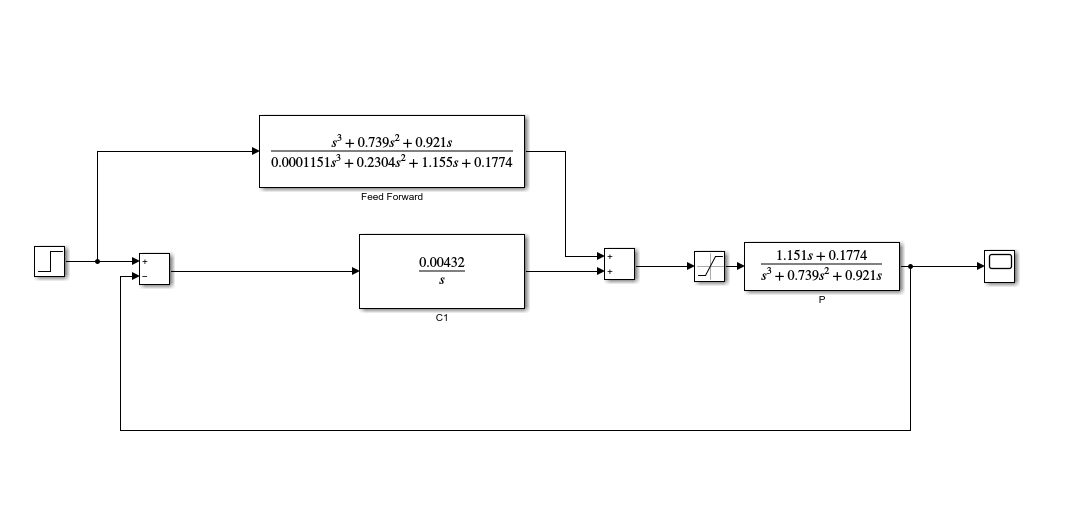 s³ + 0.739s² + 0.921s
0.0001151s³ + 0.2304s² + 1.155s + 0.1774
Feed Forward
+
−
0.00432
s
C1
+
+
1.151s + 0.1774
s³ + 0.739s² + 0.921s
P